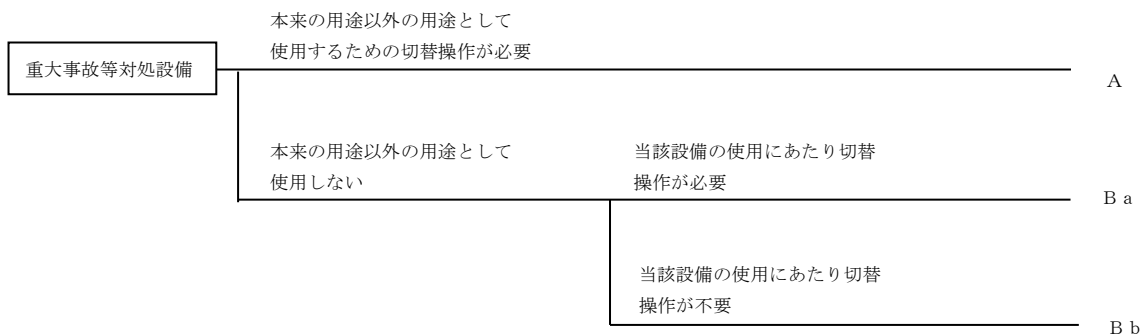 本来の用途以外の用途として
使用するための切替操作が必要
重大事故等対処設備
A
本来の用途以外の用途として
使用しない
当該設備の使用にあたり切替
操作が必要
B a
当該設備の使用にあたり切替
操作が不要
B b